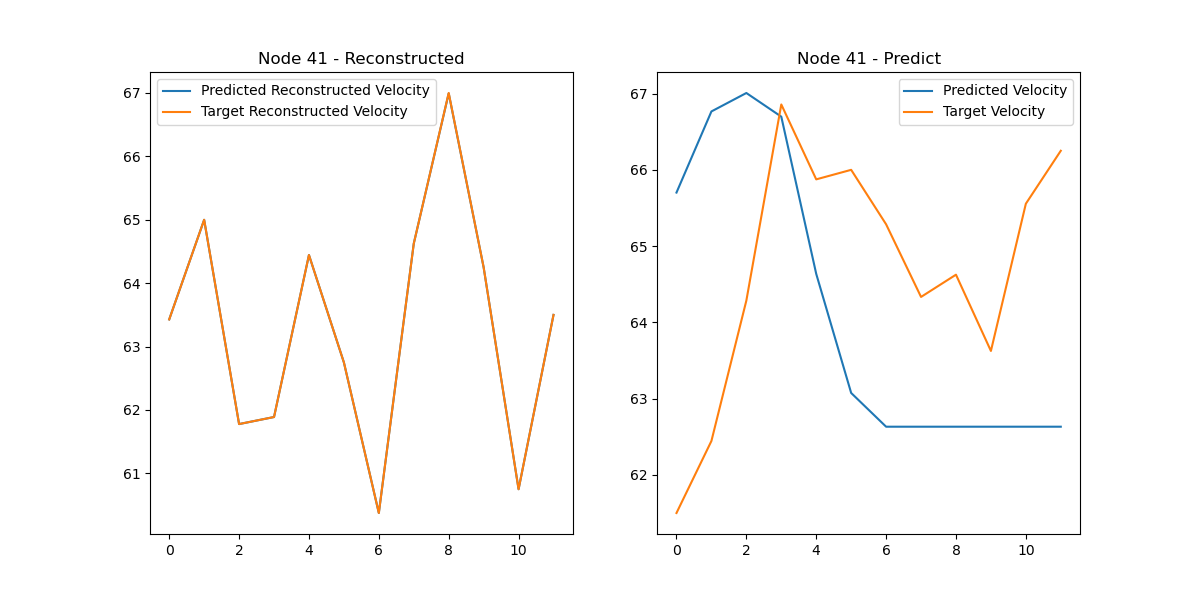 Node 41 - Reconstructed
Predicted Reconstructed Velocity
Target Reconstructed Velocity
67
66
65
64
63
62
61
0 2 4 6 8 10
Node 41 - Predict
Predicted Velocity
Target Velocity
67
66
65
64
63
62
0 2 4 6 8 10